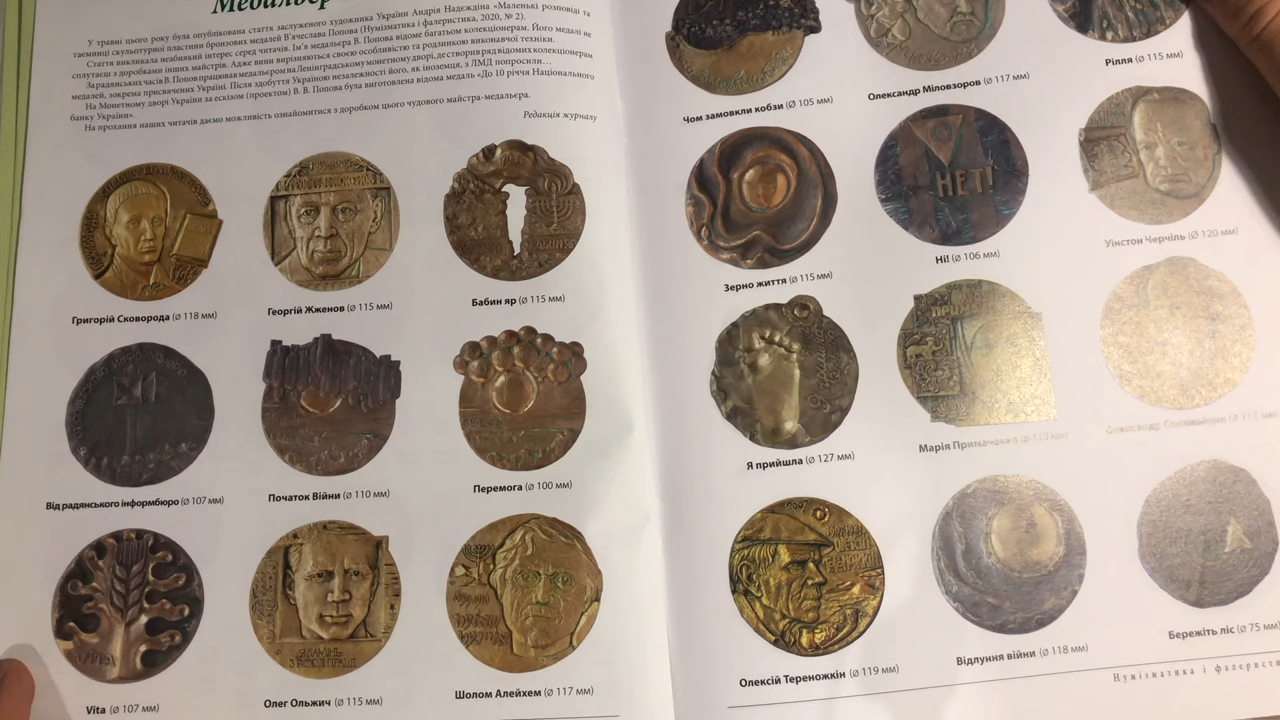 У травні цього року була опублікована стаття заслуженого художника України Андрія Надєждіна «Маленькі розповіді та
таємниці скульптурної пластики бронзових медалей В'ячеслава Попова (Нумізматика і фалеристика, 2020, № 2).
Стаття викликала неабиякий інтерес серед читачів. Ім'я медальєра В. Попова відоме багатьом колекціонерам. Його медалі не
сплутаєш з доробками інших майстрів. Адже вони вирізняються своєю особливістю та родзинкою виконавчої техніки.
За радянських часів В. Попов працював медальєром на Ленінградському монетному дворі, де створив ряд відомих колекціонерам
медалей, зокрема присвячених Україні. Після здобуття Україною незалежності його, як іноземця, з ЛМД попросили...
На Монетному дворі України за ескізом (проектом) В. В. Попова була виготовлена відома медаль «До 10 річчя Національного
банку України».
На прохання наших читачів даємо можливість ознайомитися з доробком цього чудового майстра-медальєра.
Редакція журналу
Григорій Сковорода (Ø 118 мм)
Георгій Жженов (Ø 115 мм)
Бабин яр (Ø 115 мм)
Від радянського інформбюро (Ø 107 мм)
Початок Війни (Ø 110 мм)
Перемога (Ø 100 мм)
Vita (Ø 107 мм)
Олег Ольжич (Ø 115 мм)
Шолом Алейхем (Ø 117 мм)
Чом замовкли кобзи (Ø 105 мм)
Олександр Міловзоров (Ø 117 мм)
Рілля (Ø 115 мм)
НЕТ!
Зерно життя (Ø 115 мм)
Ні! (Ø 106 мм)
Уінстон Черчіль (Ø 120 мм)
Я прийшла (Ø 127 мм)
Марія Примаченко
2007
Олексій Тереножкін (Ø 119 мм)
Відлуння війни (Ø 118 мм)
Бережіть ліс (Ø 75 мм)
Нумізматика і фалерист